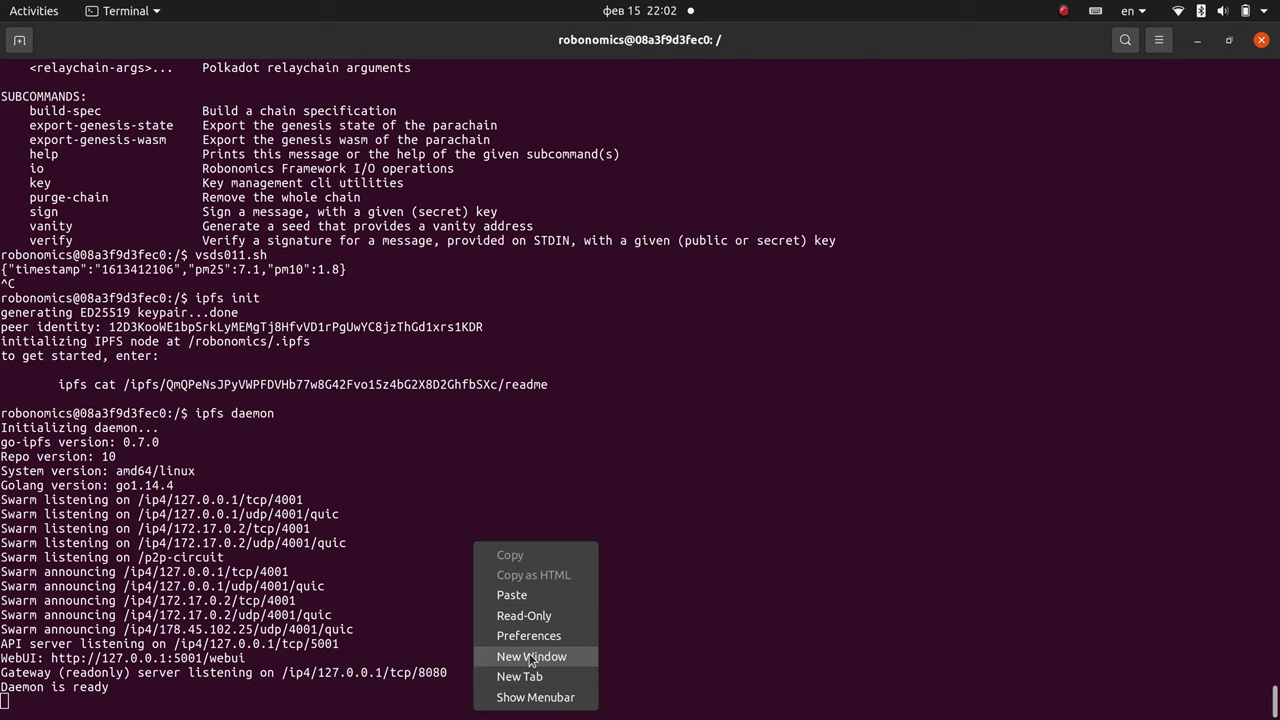 Activities Terminal фев 15 22:02 en
robonomics@08a3f9d3fec0: /
<relaychain-args>... Polkadot relaychain arguments
SUBCOMMANDS:
build-spec Build a chain specification
export-genesis-state Export the genesis state of the parachain
export-genesis-wasm Export the genesis wasm of the parachain
help Prints this message or the help of the given subcommand(s)
io Robonomics Framework I/O operations
key Key management cli utilities
purge-chain Remove the whole chain
sign Sign a message, with a given (secret) key
vanity Generate a seed that provides a vanity address
verify Verify a signature for a message, provided on STDIN, with a given (public or secret) key
robonomics@08a3f9d3fec0:/$ vsds011.sh
{"timestamp":"1613412106","pm25":7.1,"pm10":1.8}
^C
robonomics@08a3f9d3fec0:/$ ipfs init
generating ED25519 keypair...done
peer identity: 12D3KooWE1bpSrkLyMEMgTj8HfvVD1rPgUwYC8jzThGd1xrs1KDR
initializing IPFS node at /robonomics/.ipfs
to get started, enter:
ipfs cat /ipfs/QmQPeNsJPyVWPFDVHb77w8G42Fvo15z4bG2X8D2GhfbSXc/readme
robonomics@08a3f9d3fec0:/$ ipfs daemon
Initializing daemon...
go-ipfs version: 0.7.0
Repo version: 10
System version: amd64/linux
Golang version: go1.14.4
Swarm listening on /ip4/127.0.0.1/tcp/4001
Swarm listening on /ip4/127.0.0.1/udp/4001/quic
Swarm listening on /ip4/172.17.0.2/tcp/4001
Swarm listening on /ip4/172.17.0.2/udp/4001/quic
Swarm listening on /p2p-circuit
Swarm announcing /ip4/127.0.0.1/tcp/4001
Swarm announcing /ip4/127.0.0.1/udp/4001/quic
Swarm announcing /ip4/172.17.0.2/tcp/4001
Swarm announcing /ip4/172.17.0.2/udp/4001/quic
Swarm announcing /ip4/178.45.102.25/udp/4001/quic
API server listening on /ip4/127.0.0.1/tcp/5001
WebUI: http://127.0.0.1:5001/webui
Gateway (readonly) server listening on /ip4/127.0.0.1/tcp/8080
Daemon is ready
Copy
Copy as HTML
Paste
Read-Only
Preferences
New Window
New Tab
Show Menubar